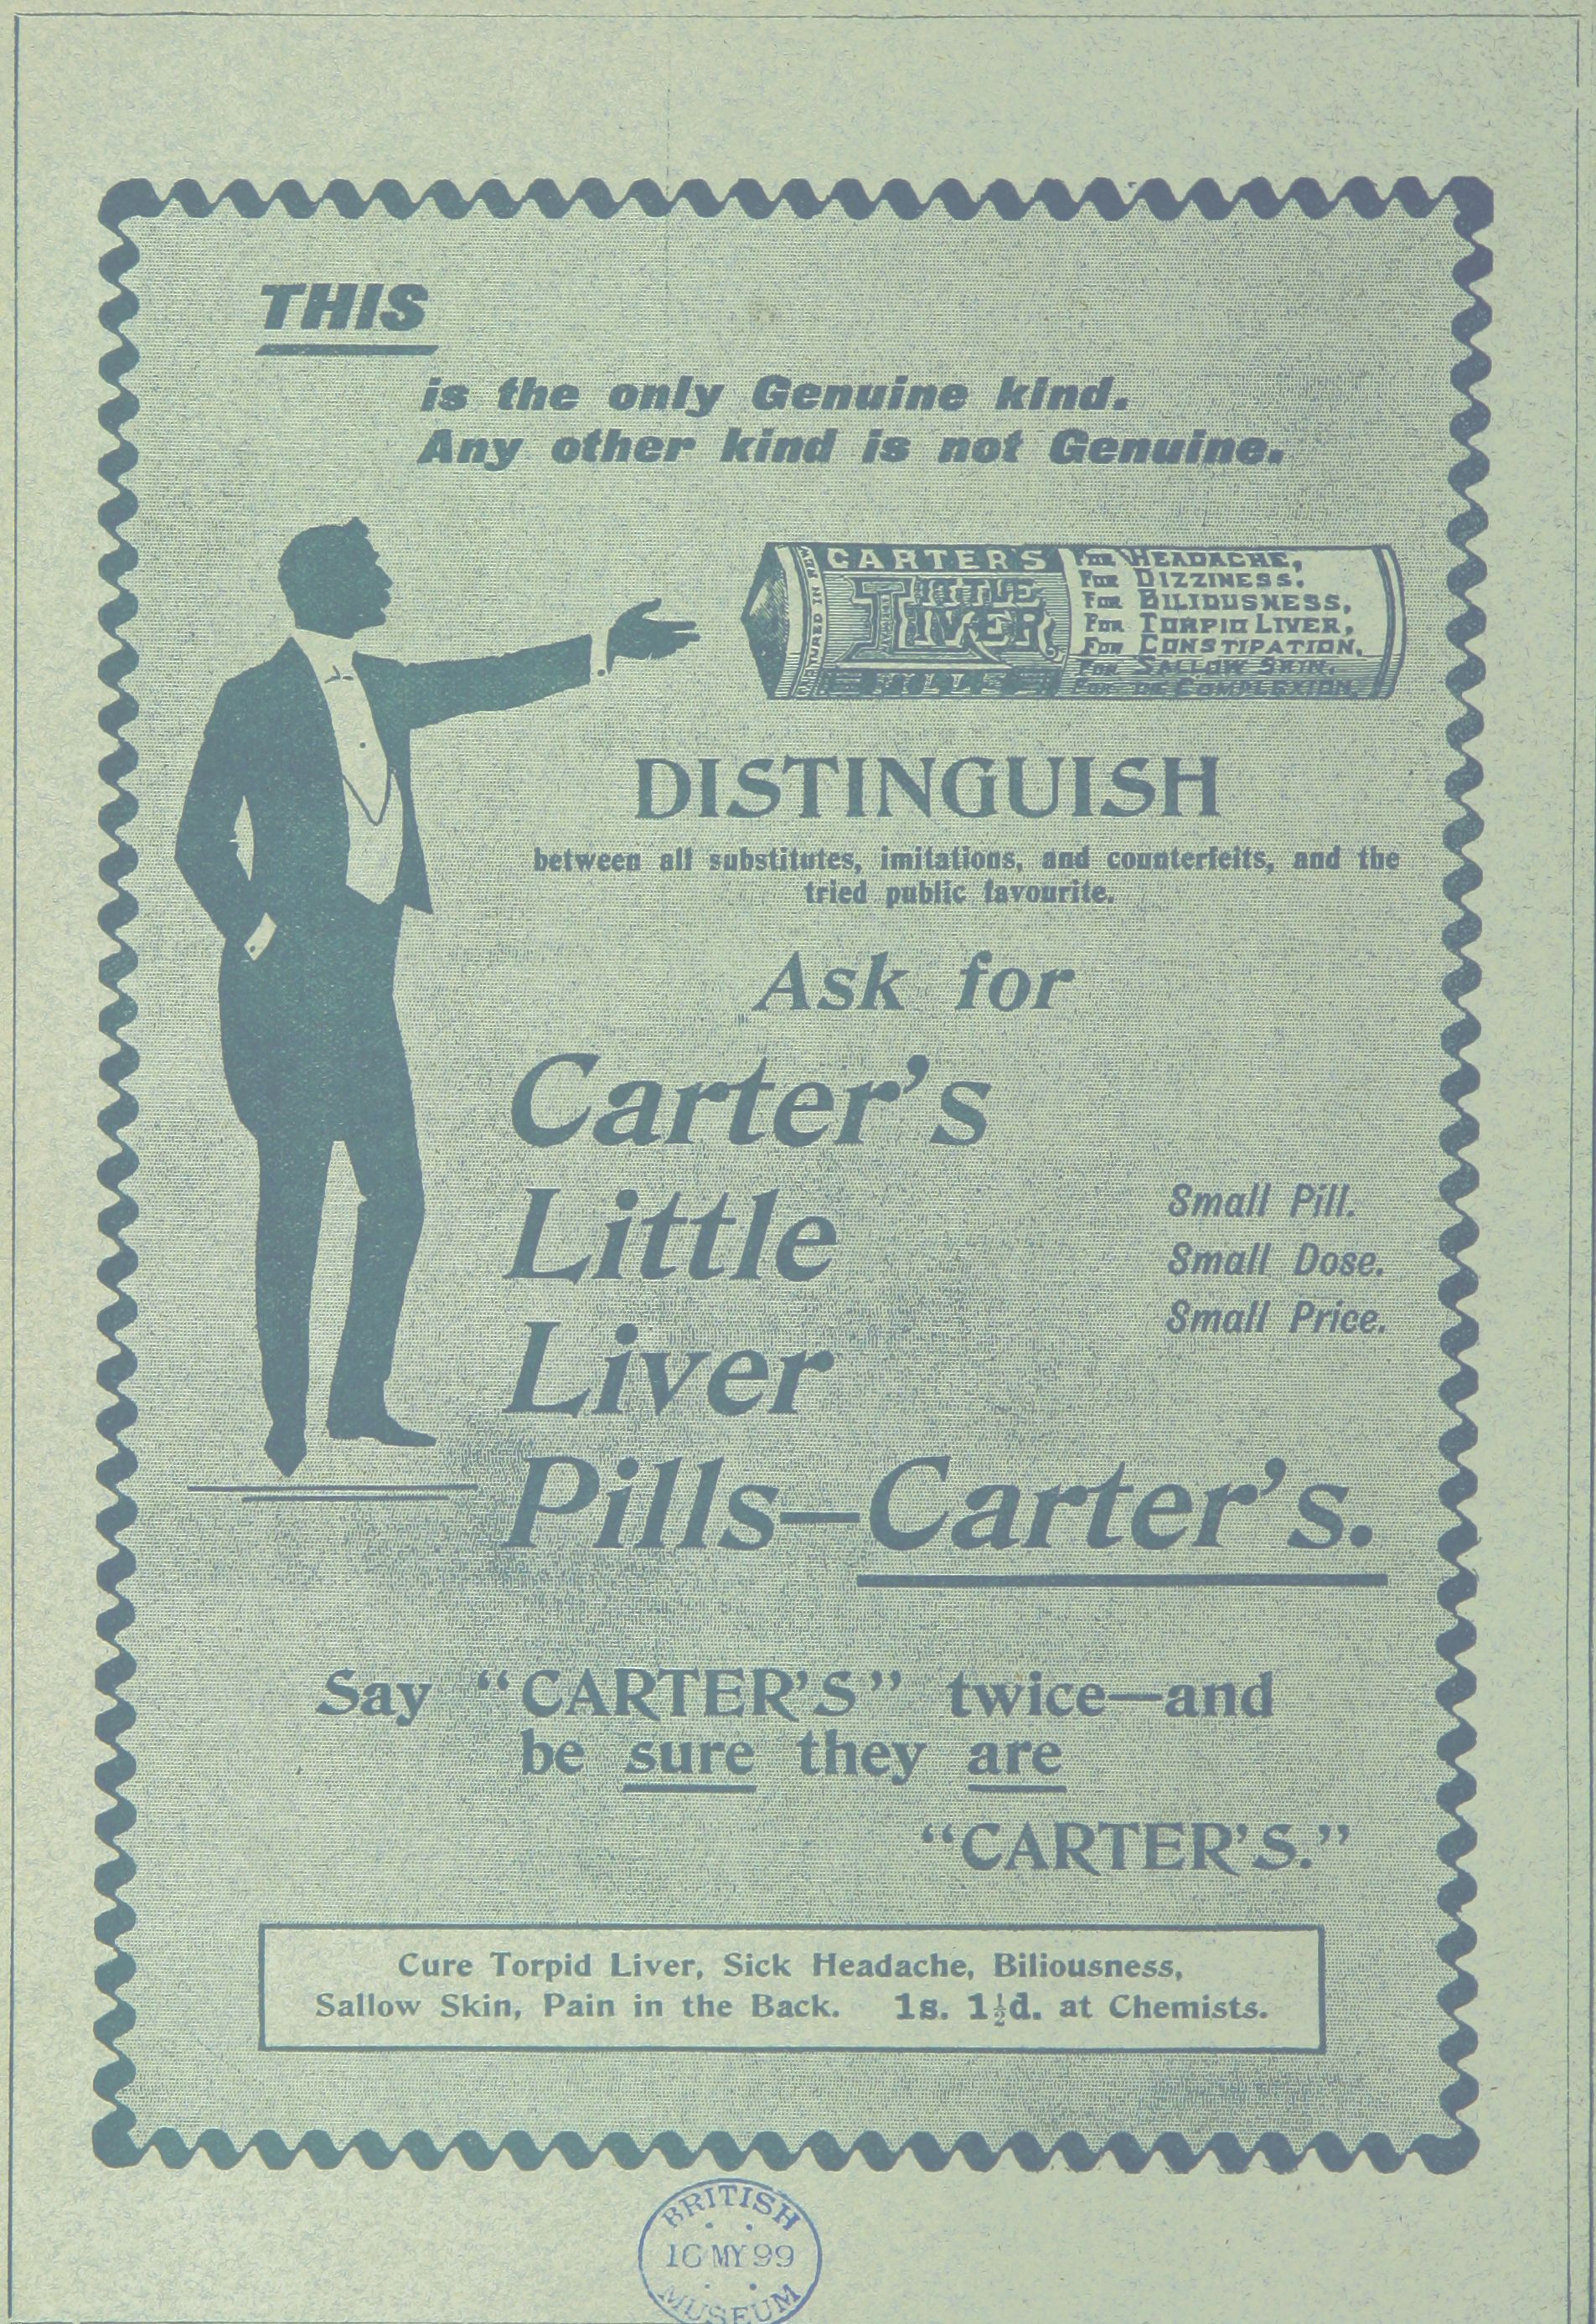 THIS
is the only Genuine kind.
Any other kind is not Genuine.
CARTER'S
LITTLE
LIVER
PILLS
FOR HEADACHE,
FOR DIZZINESS.
FOR BILIOUSNESS,
FOR TORPID LIVER,
FOR CONSTIPATION,
FOR SALLOW SKIN,
FOR THE COMPLEXION,
DISTINGUISH
between all substitutes, imitations, and counterfeits, and the
tried public favourite.
Ask for
Carter's
Little
Liver
Pills—Carter's.
Small Pill.
Small Dose.
Small Price.
Say “CARTER'S” twice—and
be sure they are
“CARTER'S.”
Cure Torpid Liver, Sick Headache, Biliousness,
Sallow Skin, Pain in the Back. 1s. 1½d. at Chemists.
BRITISH
16 MY 99
MUSEUM